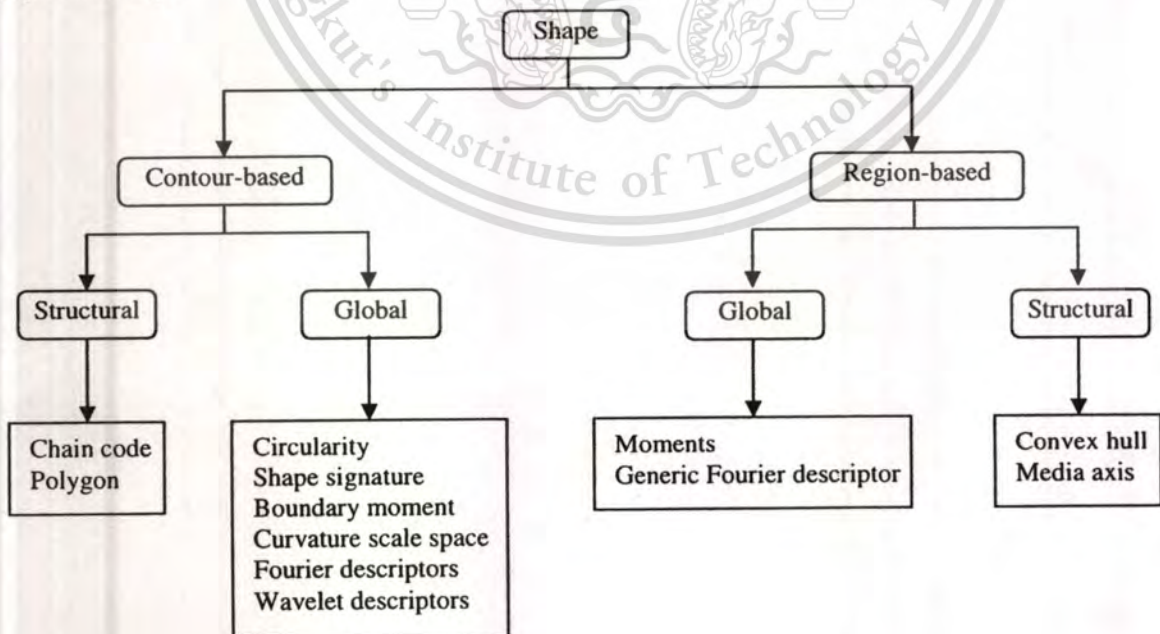 Shape
Contour-based
Region-based
Structural
Global
Global
Structural
Chain code
Polygon
Circularity
Shape signature
Boundary moment
Curvature scale space
Fourier descriptors
Wavelet descriptors
Moments
Generic Fourier descriptor
Convex hull
Media axis
gkut's Institute of Technology